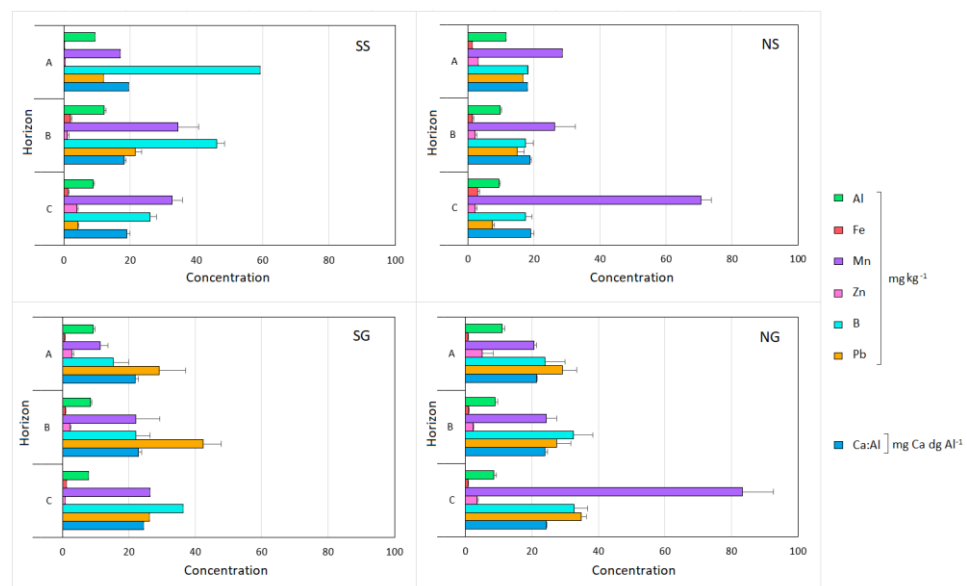 SS
A
B
C
Horizon
0 20 40 60 80 100
Concentration
NS
A
B
C
Horizon
0 20 40 60 80 100
Concentration
SG
A
B
C
Horizon
0 20 40 60 80 100
Concentration
NG
A
B
C
Horizon
0 20 40 60 80 100
Concentration
Al
Fe
Mn
Zn
B
Pb
mg kg⁻¹
Ca:Al ] mg Ca dg Al⁻¹